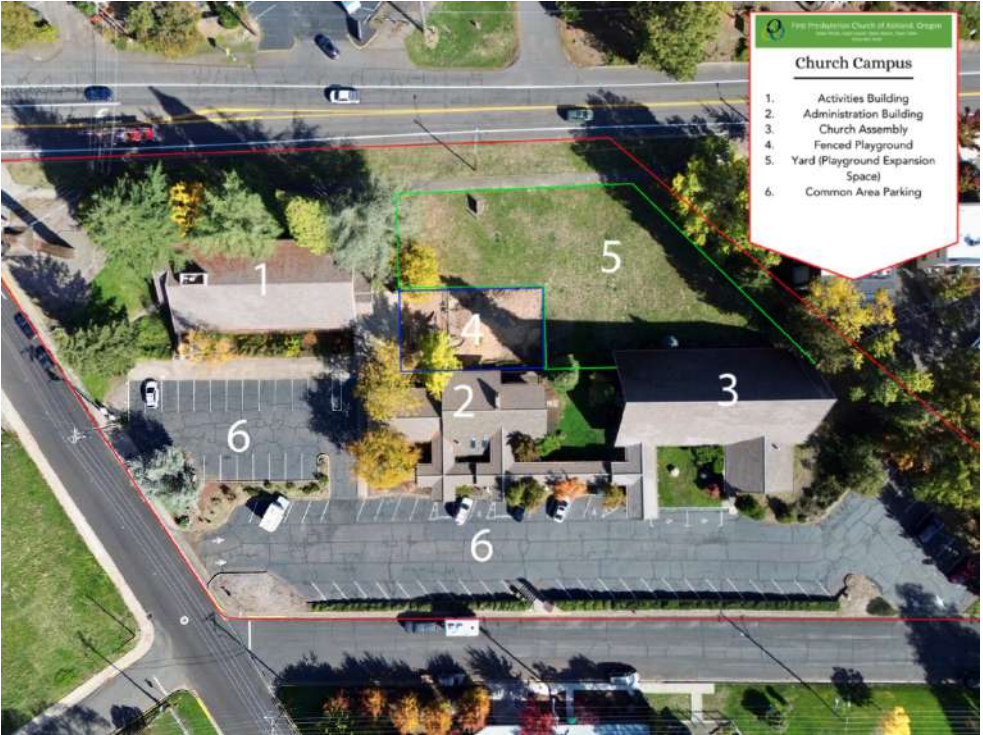 First Presbyterian Church of Ashland, Oregon
Church Campus
1. Activities Building
2. Administration Building
3. Church Assembly
4. Fenced Playground
5. Yard (Playground Expansion
Space)
6. Common Area Parking
1
5
4
2
3
6
6